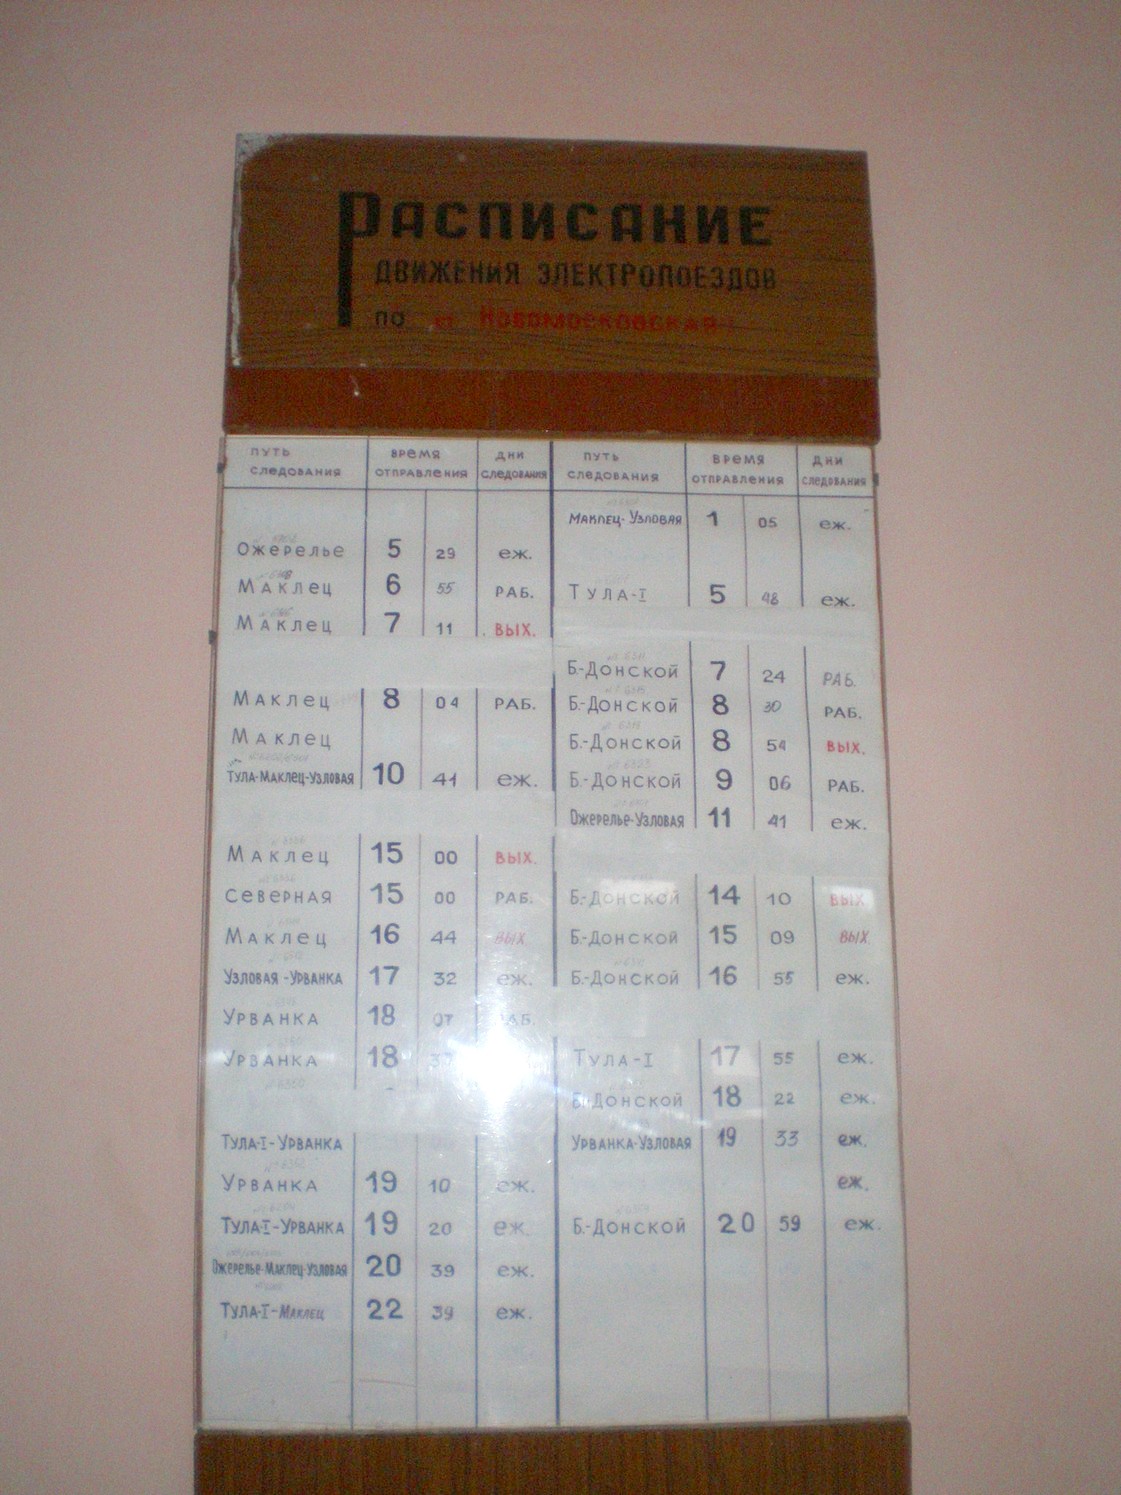 Расписание
движения электропоездов
по ст Новомосковская-I
путь следования время отправления дни следования
Ожерелье 5 29 еж.
Маклец 6 55 РАБ.
Маклец 7 11 ВЫХ.
Маклец 8 04 РАБ.
Маклец
Тула-Маклец-Узловая 10 41 еж.
Маклец 15 00 ВЫХ.
Северная 15 00 РАБ.
Маклец 16 44 ВЫХ
Узловая-Урванка 17 32 еж.
Урванка 18 07 РАБ.
Урванка 18
Тула-I-Урванка
Урванка 19 10 еж.
Тула-I-Урванка 19 20 еж.
Ожерелье-Маклец-Узловая 20 39 еж.
Тула-I-Маклец 22 39 еж.
путь следования время отправления дни следования
Маклец-Узловая 1 05 еж.
Тула-I 5 48 еж.
Б.-Донской 7 24 РАБ.
Б.-Донской 8 30 РАБ.
Б.-Донской 8 54 ВЫХ.
Б.-Донской 9 06 РАБ.
Ожерелье-Узловая 11 41 еж.
Б.-Донской 14 10 ВЫХ
Б.-Донской 15 09 ВЫХ
Б.-Донской 16 55 еж.
Тула-I 17 55 еж.
Б.-Донской 18 22 еж.
Урванка-Узловая 19 33 еж.
еж.
Б.-Донской 20 59 еж.